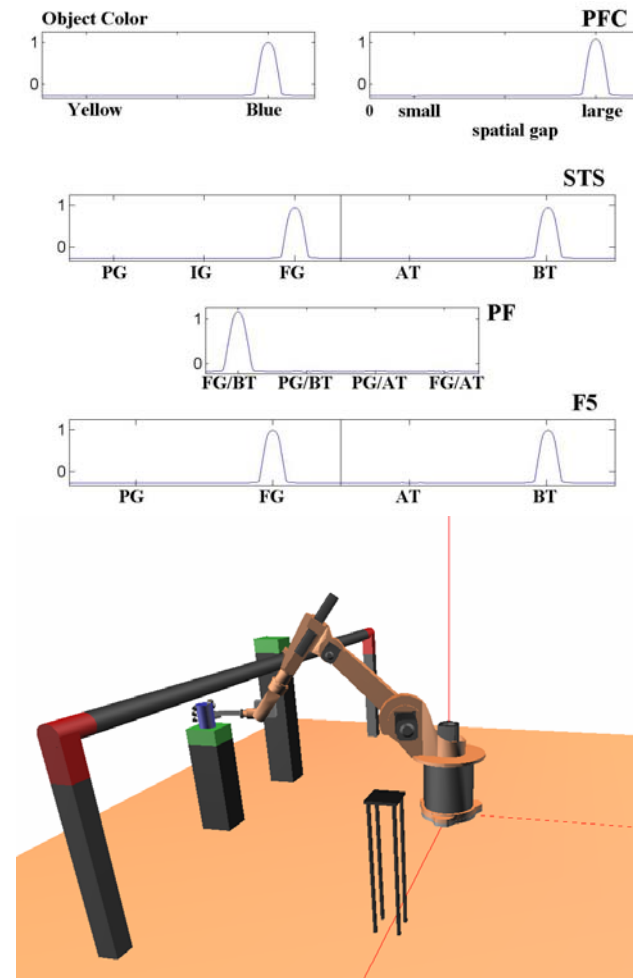 Object Color PFC
1 1
0 0
Yellow Blue 0 small large
spatial gap
STS
1
0
PG IG FG AT BT
PF
1
0
FG/BT PG/BT PG/AT FG/AT
F5
1
0
PG FG AT BT